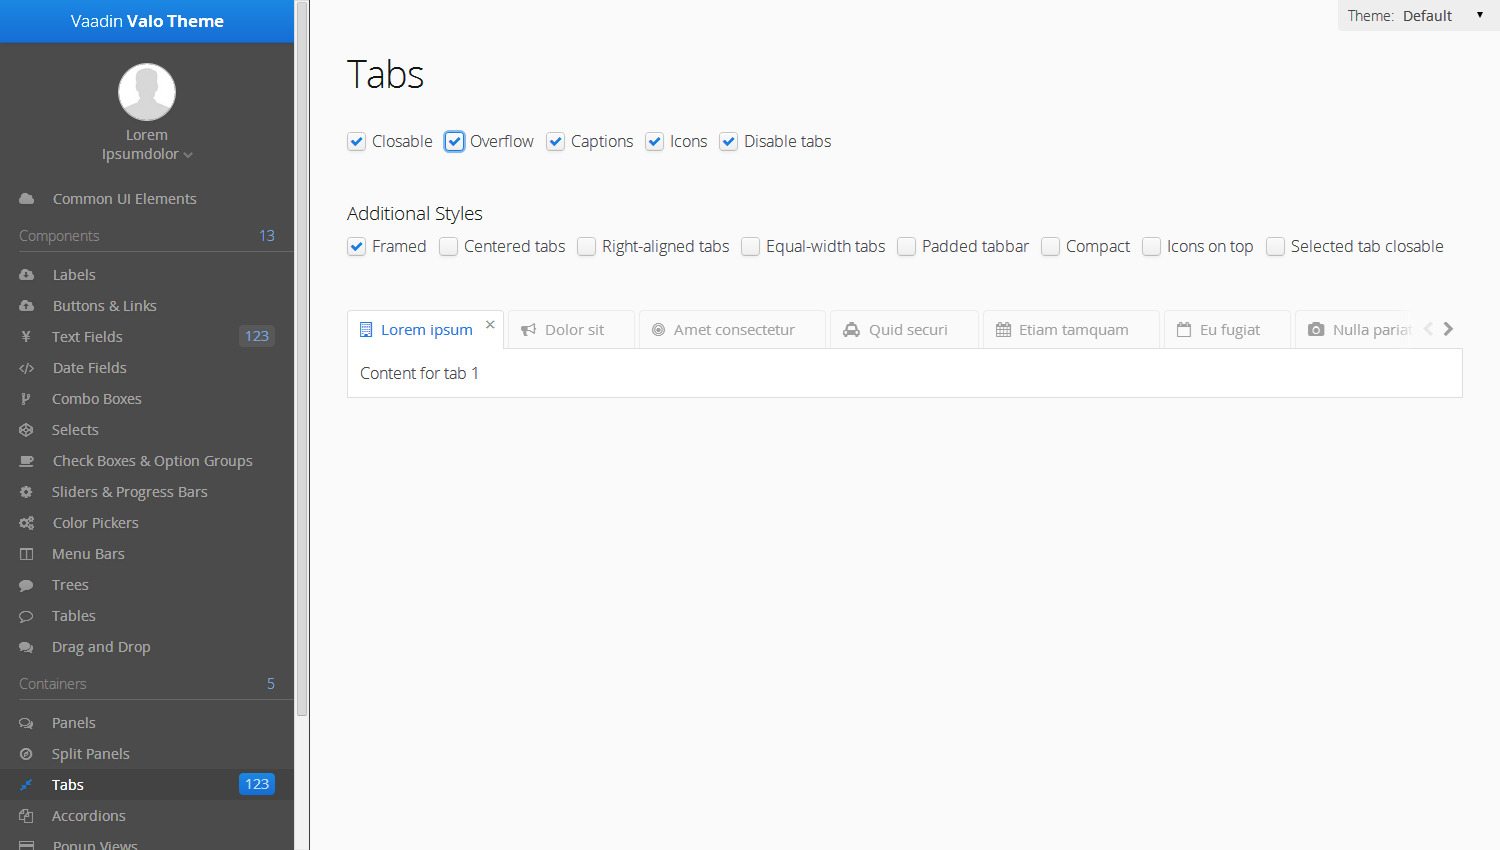 Vaadin Valo Theme
Theme: Default
Lorem
Ipsumdolor
Common UI Elements
Components 13
Labels
Buttons & Links
Text Fields 123
Date Fields
Combo Boxes
Selects
Check Boxes & Option Groups
Sliders & Progress Bars
Color Pickers
Menu Bars
Trees
Tables
Drag and Drop
Containers 5
Panels
Split Panels
Tabs 123
Accordions
Popup Views
Tabs
Closable Overflow Captions Icons Disable tabs
Additional Styles
Framed Centered tabs Right-aligned tabs Equal-width tabs Padded tabbar Compact Icons on top Selected tab closable
Lorem ipsum Dolor sit Amet consectetur Quid securi Etiam tamquam Eu fugiat Nulla pariat
Content for tab 1